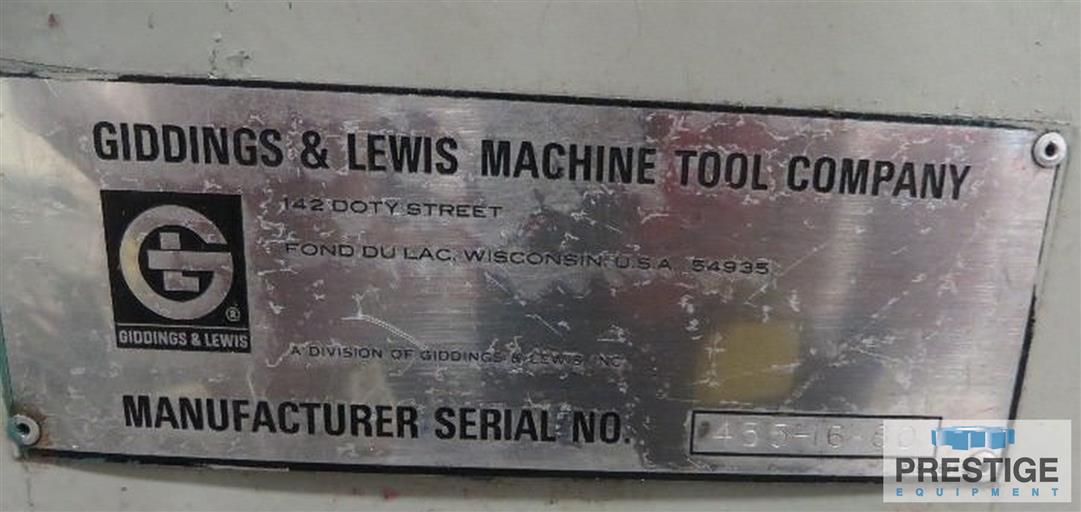 GIDDINGS & LEWIS MACHINE TOOL COMPANY
142 DOTY STREET
FOND DU LAC, WISCONSIN, U.S.A. 54935
GIDDINGS & LEWIS
A DIVISION OF GIDDINGS & LEWIS, INC.
MANUFACTURER SERIAL NO.
PRESTIGE
EQUIPMENT